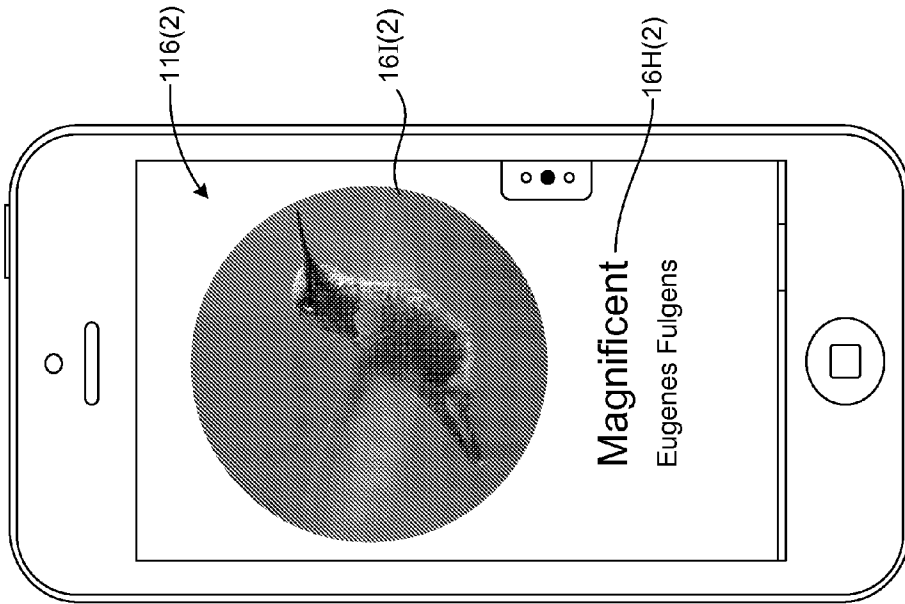 116(2)
16I(2)
16H(2)
Magnificent
Eugenes Fulgens